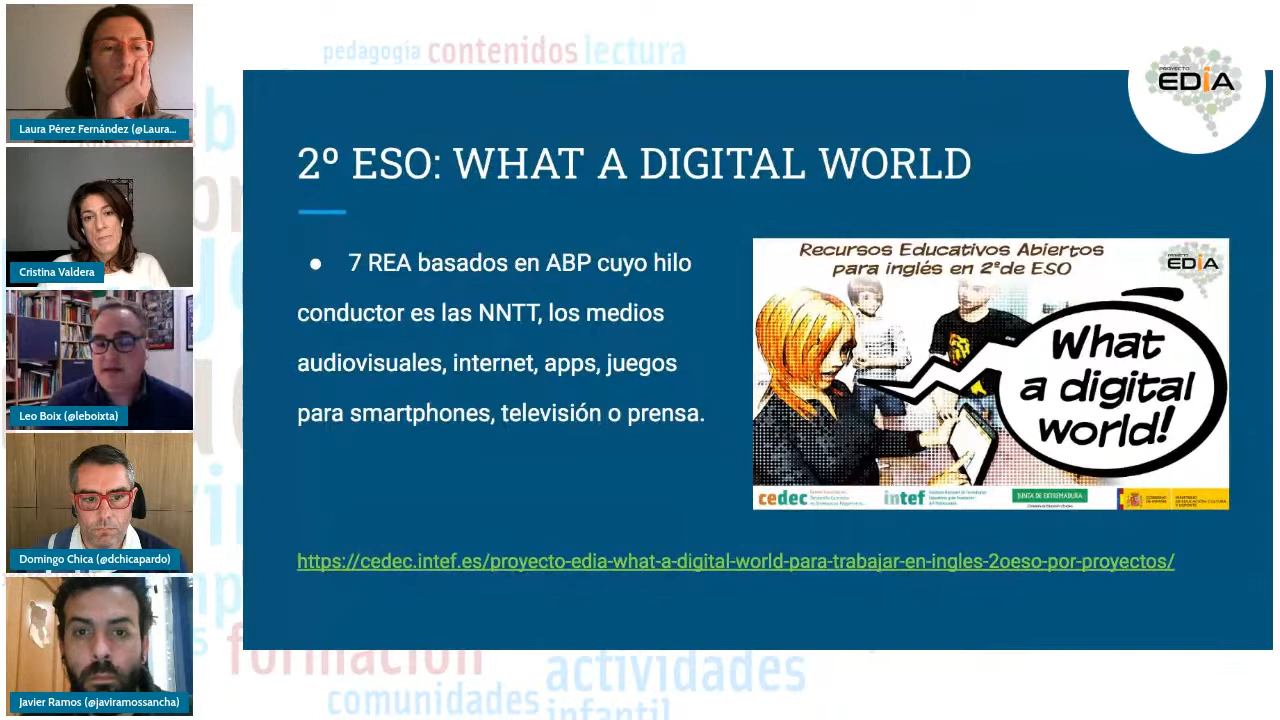 Laura Pérez Fernández (@Laura...
Cristina Valdera
Leo Boix (@leboixta)
Domingo Chica (@dchicapardo)
Javier Ramos (@javiramossancha)
pedagogía contenidos lectura
PROYECTO
EDIA
2º ESO: WHAT A DIGITAL WORLD
● 7 REA basados en ABP cuyo hilo
conductor es las NNTT, los medios
audiovisuales, internet, apps, juegos
para smartphones, televisión o prensa.
Recursos Educativos Abiertos
para inglés en 2ºde ESO
EDIA
What
a digital
world!
cedec
intef
JUNTA DE EXTREMADURA
https://cedec.intef.es/proyecto-edia-what-a-digital-world-para-trabajar-en-ingles-2oeso-por-proyectos/
formación
actividades
comunidades
infantil